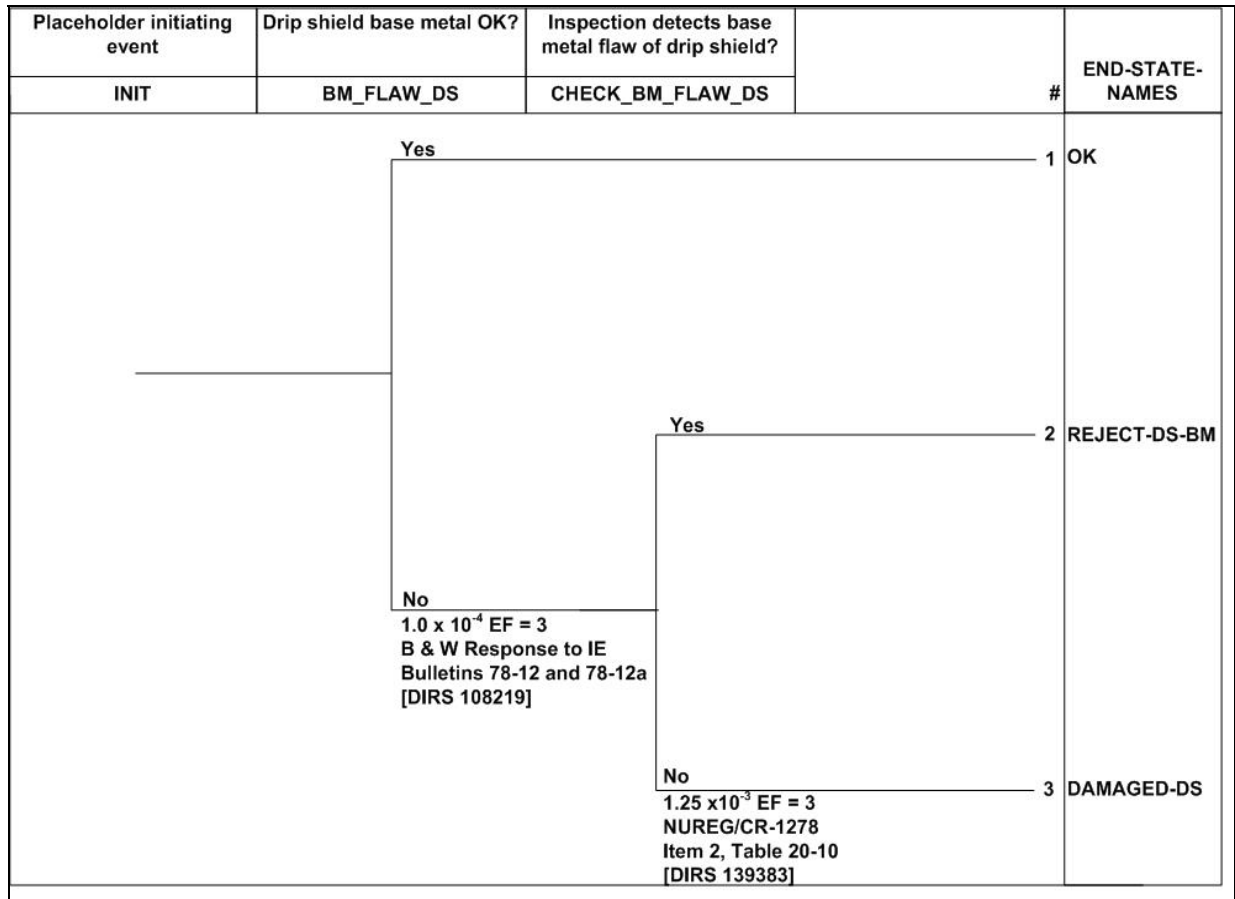 Placeholder initiating
event
Drip shield base metal OK?
Inspection detects base
metal flaw of drip shield?
END-STATE-
NAMES
INIT
BM_FLAW_DS
CHECK_BM_FLAW_DS
#
Yes
1 OK
Yes
2 REJECT-DS-BM
No
1.0 x 10⁻⁴ EF = 3
B & W Response to IE
Bulletins 78-12 and 78-12a
[DIRS 108219]
No
1.25 x10⁻³ EF = 3
NUREG/CR-1278
Item 2, Table 20-10
[DIRS 139383]
3 DAMAGED-DS